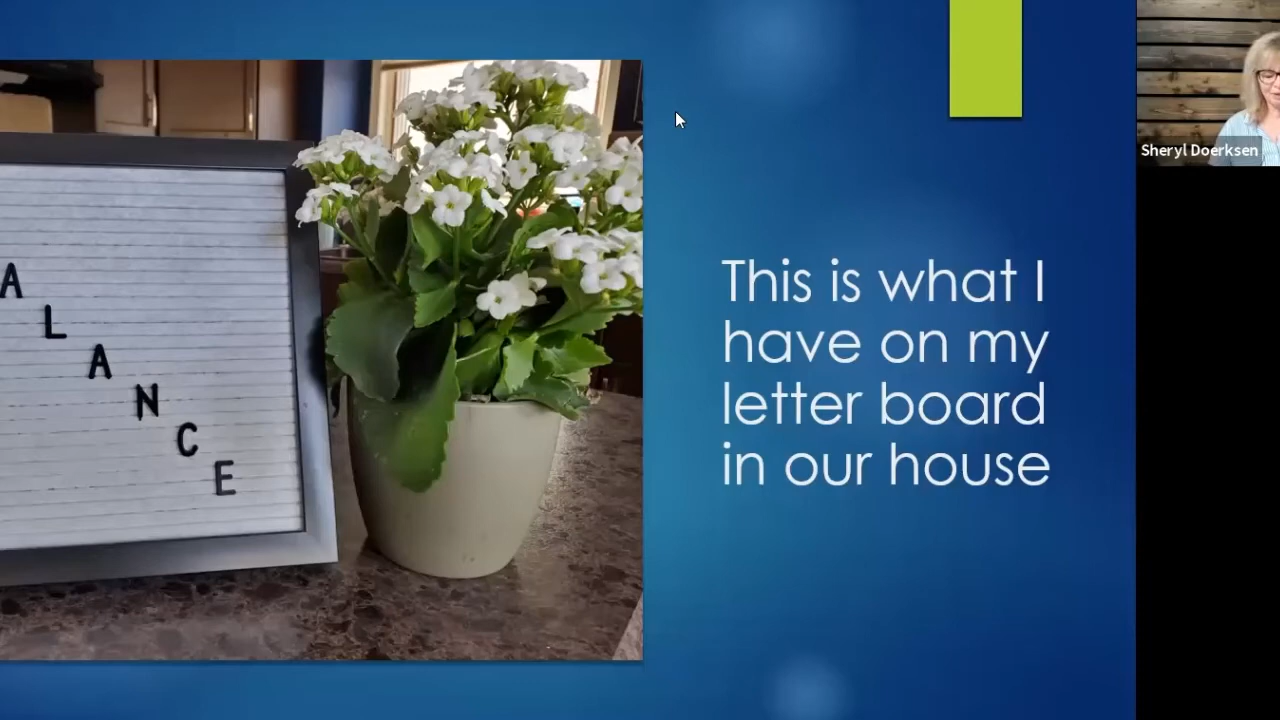 A
L
A
N
C
E
This is what I
have on my
letter board
in our house
Sheryl Doerksen